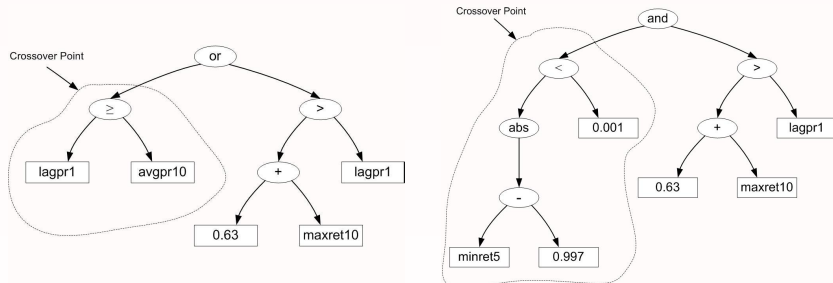 Crossover Point
or
≥
>
lagpr1
avgpr10
+
lagpr1
0.63
maxret10
Crossover Point
and
<
>
abs
0.001
+
lagpr1
-
0.63
maxret10
minret5
0.997